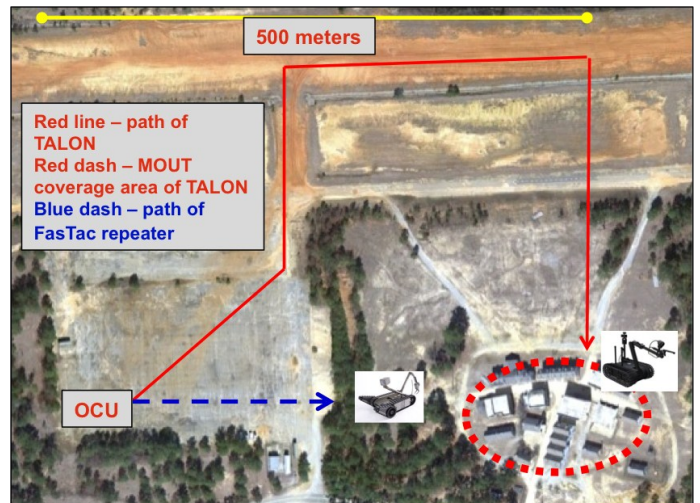 500 meters
Red line – path of
TALON
Red dash – MOUT
coverage area of TALON
Blue dash – path of
FasTac repeater
OCU